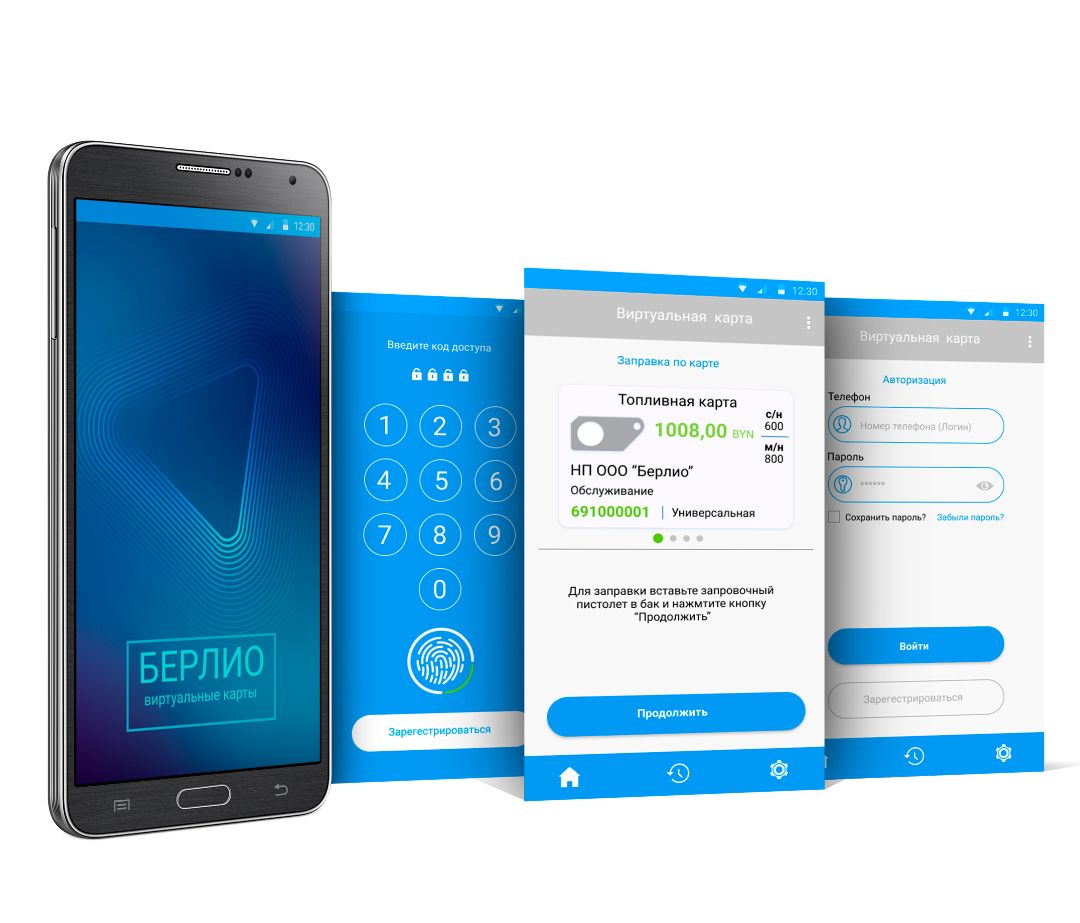 12:30
БЕРЛИО
виртуальные карты
Введите код доступа
1 2 3
4 5 6
7 8 9
0
Зарегестрироваться
12:30
Виртуальная карта
Заправка по карте
Топливная карта
1008,00 BYN
с/н
600
м/н
800
НП ООО “Берлио”
Обслуживание
691000001 | Универсальная
Для заправки вставьте запровочный
пистолет в бак и нажмтите кнопку
“Продолжить”
Продолжить
12:30
Виртуальная карта
Авторизация
Телефон
Номер телефона (Логин)
Пароль
******
Сохранить пароль? Забыли пароль?
Войти
Зарегестрироваться